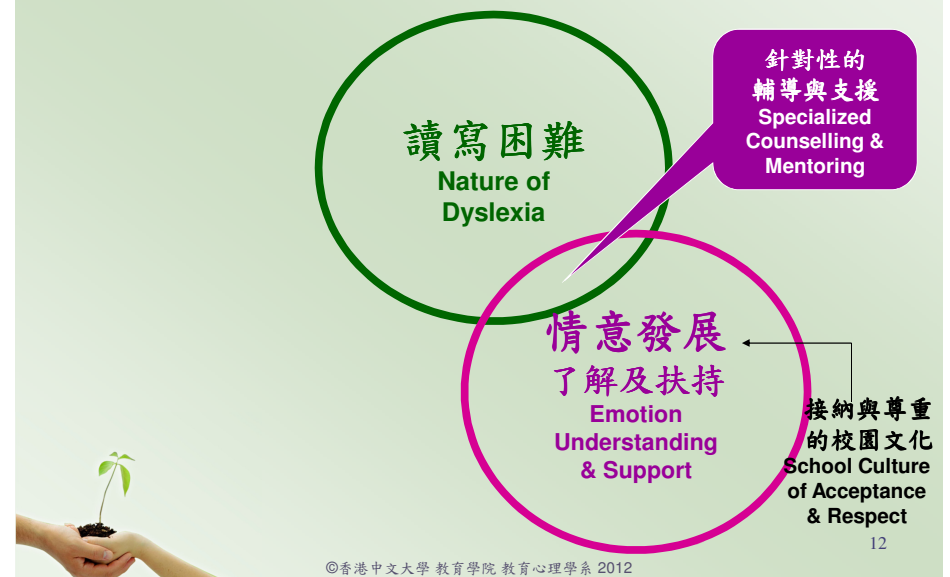 針對性的
輔導與支援
Specialized
Counselling &
Mentoring
讀寫困難
Nature of
Dyslexia
情意發展
了解及扶持
Emotion
Understanding
& Support
接納與尊重
的校園文化
School Culture
of Acceptance
& Respect
12
©香港中文大學 教育學院 教育心理學系 2012